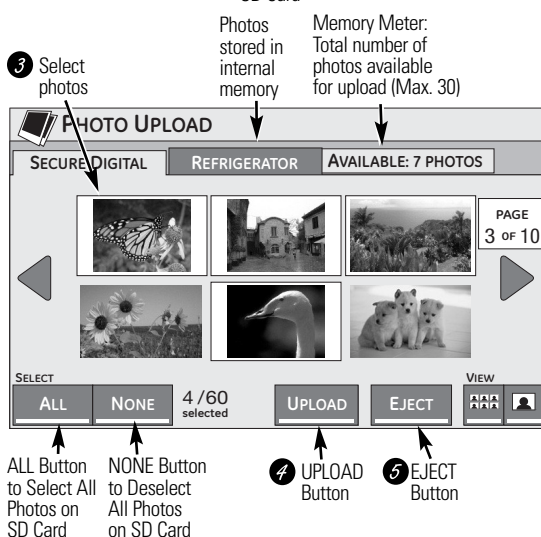 SD Card
3 Select
photos
Photos
stored in
internal
memory
Memory Meter:
Total number of
photos available
for upload (Max. 30)
PHOTO UPLOAD
SECURE DIGITAL
REFRIGERATOR
AVAILABLE: 7 PHOTOS
PAGE
3 OF 10
SELECT
ALL
NONE
4/60
selected
UPLOAD
EJECT
VIEW
ALL Button
to Select All
Photos on
SD Card
NONE Button
to Deselect
All Photos
on SD Card
4 UPLOAD
Button
5 EJECT
Button